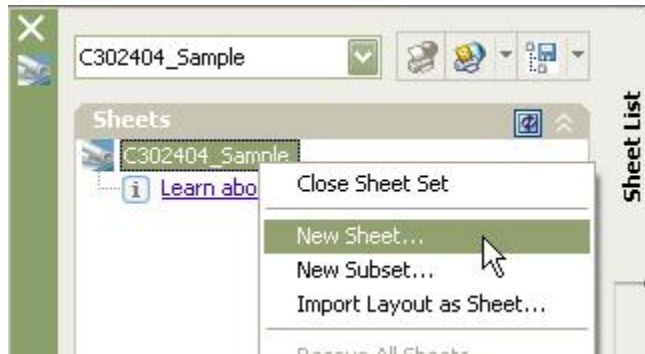 C302404_Sample
Sheets
C302404_Sample
Learn abo
Close Sheet Set
New Sheet...
New Subset...
Import Layout as Sheet...
Sheet List